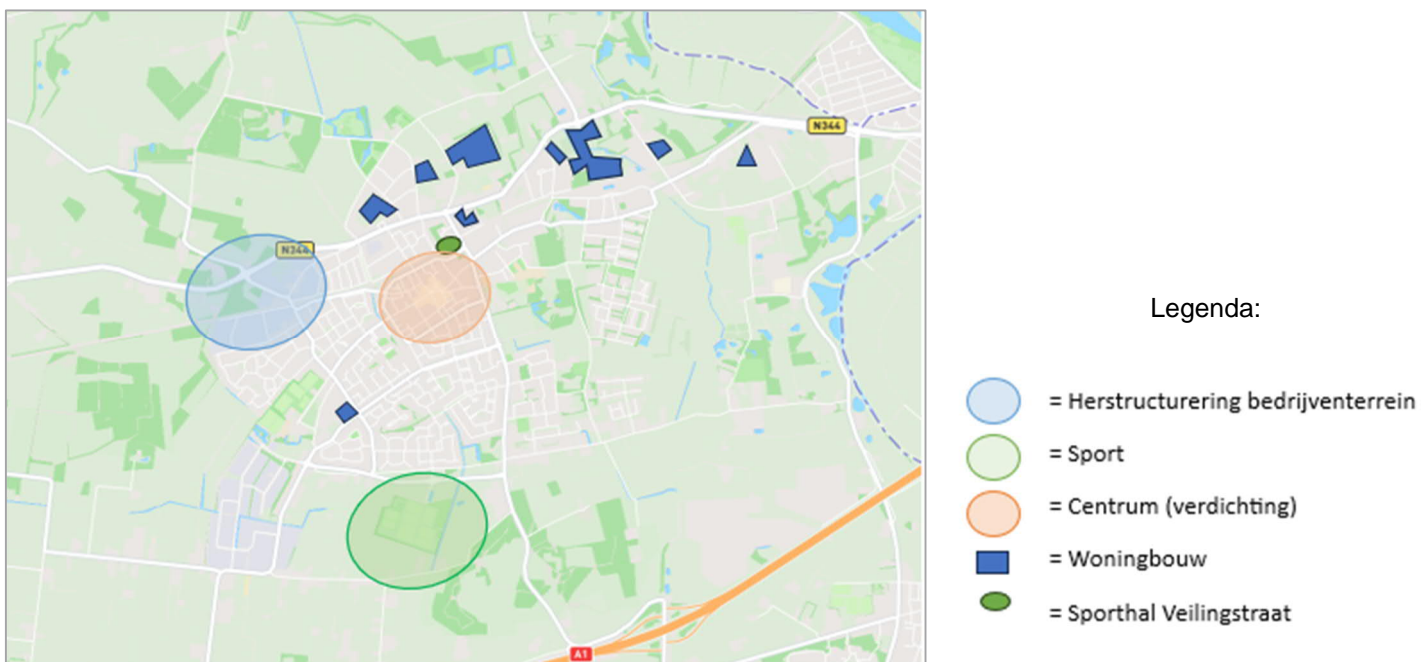 N344
N344
A1
Legenda:
= Herstructurering bedrijventerrein
= Sport
= Centrum (verdichting)
= Woningbouw
= Sporthal Veilingstraat